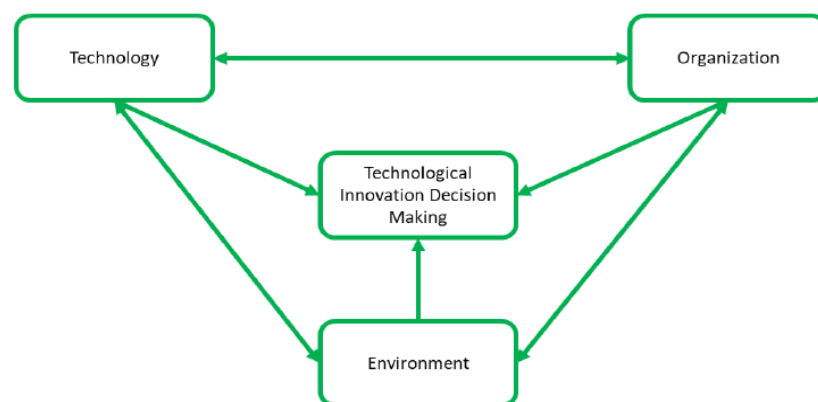 Technology
Organization
Technological
Innovation Decision
Making
Environment